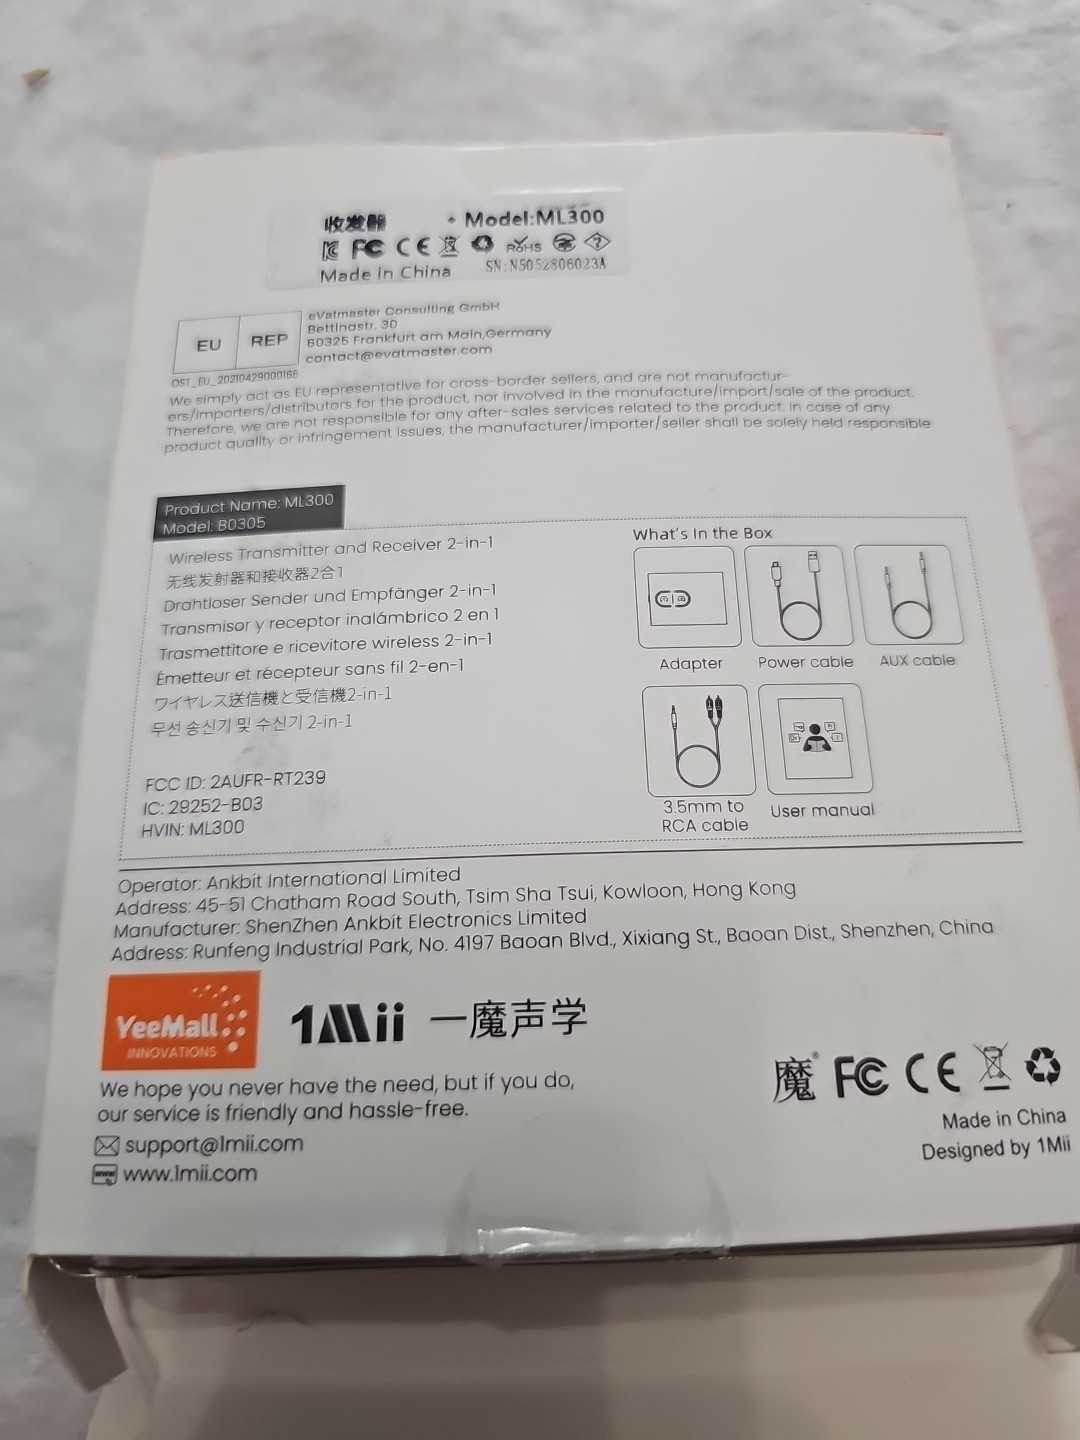 收发器
Model:ML300
FC CE RoHS
Made in China
SN:N5052806023A
EU REP
eVatmaster Consulting GmbH
Bettinastr. 30
60325 Frankfurt am Main,Germany
contact@evatmaster.com
OST_EU_20210429000166
We simply act as EU representative for cross-border sellers, and are not manufactur-
ers/importers/distributors for the product, nor involved in the manufacture/import/sale of the product.
Therefore, we are not responsible for any after-sales services related to the product. In case of any
product quality or infringement issues, the manufacturer/importer/seller shall be solely held responsible
Product Name: ML300
Model: B0305
Wireless Transmitter and Receiver 2-in-1
无线发射器和接收器2合1
Drahtloser Sender und Empfänger 2-in-1
Transmisor y receptor inalámbrico 2 en 1
Trasmettitore e ricevitore wireless 2-in-1
Émetteur et récepteur sans fil 2-en-1
ワイヤレス送信機と受信機2-in-1
무선 송신기 및 수신기 2-in-1
FCC ID: 2AUFR-RT239
IC: 29252-B03
HVIN: ML300
What's In the Box
Adapter
Power cable
AUX cable
3.5mm to
RCA cable
User manual
Operator: Ankbit International Limited
Address: 45-51 Chatham Road South, Tsim Sha Tsui, Kowloon, Hong Kong
Manufacturer: ShenZhen Ankbit Electronics Limited
Address: Runfeng Industrial Park, No. 4197 Baoan Blvd., Xixiang St., Baoan Dist., Shenzhen, China
YeeMall
INNOVATIONS
1Mii 一魔声学
We hope you never have the need, but if you do,
our service is friendly and hassle-free.
support@1mii.com
www.1mii.com
魔® FC CE
Made in China
Designed by 1Mii